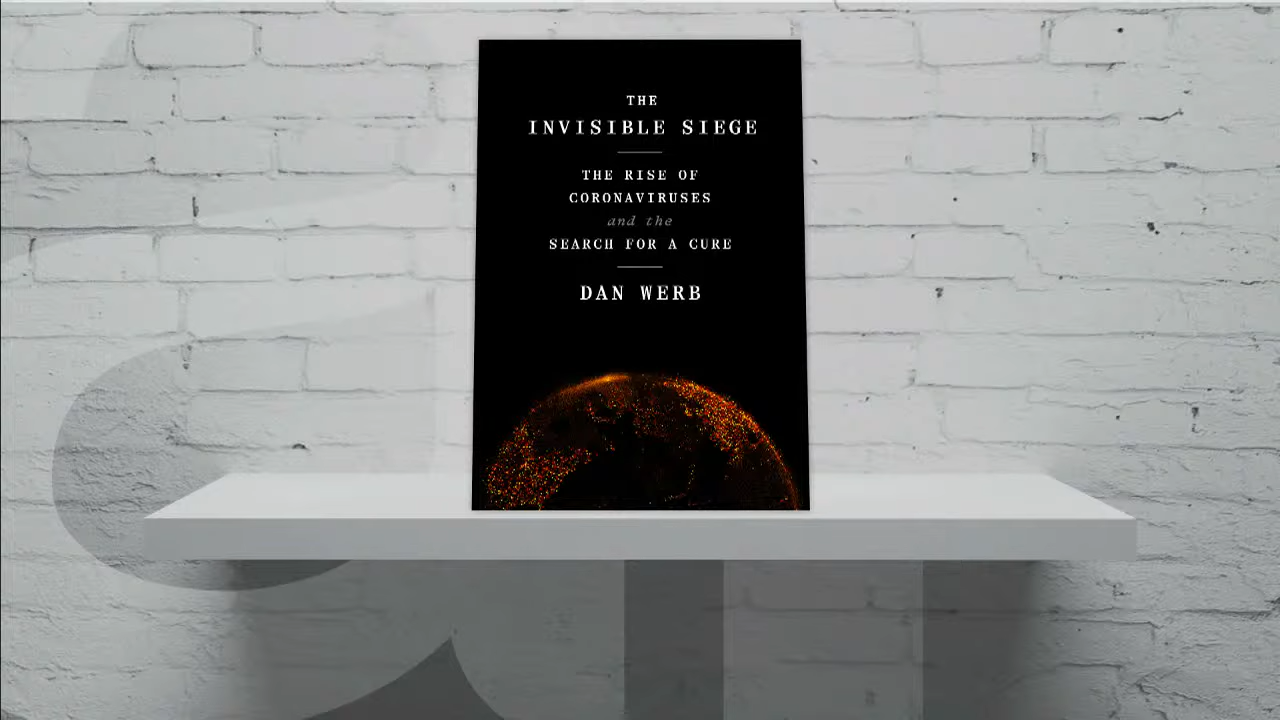 THE
INVISIBLE SIEGE
THE RISE OF
CORONAVIRUSES
and the
SEARCH FOR A CURE
DAN WERB